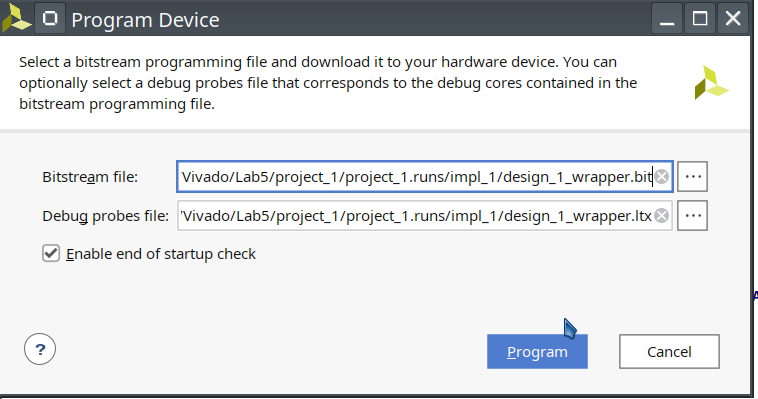 Program Device
Select a bitstream programming file and download it to your hardware device. You can
optionally select a debug probes file that corresponds to the debug cores contained in the
bitstream programming file.
Bitstream file: Vivado/Lab5/project_1/project_1.runs/impl_1/design_1_wrapper.bit ...
Debug probes file: 'Vivado/Lab5/project_1/project_1.runs/impl_1/design_1_wrapper.ltx ...
Enable end of startup check
? Program Cancel